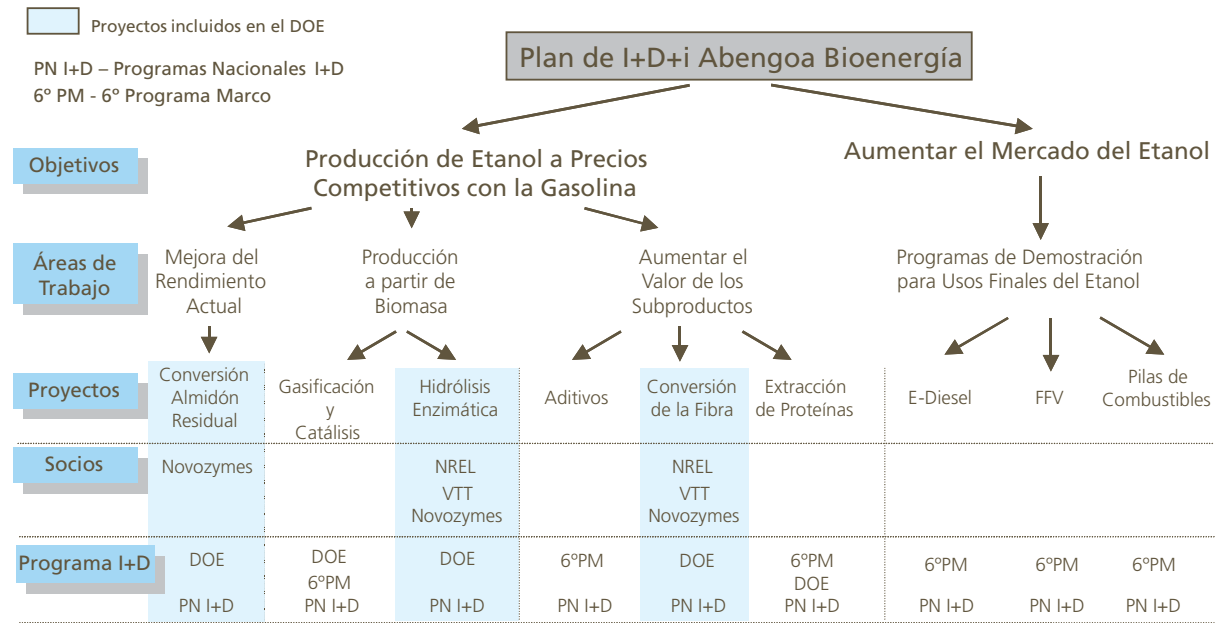 Proyectos incluidos en el DOE
PN I+D – Programas Nacionales I+D
6º PM - 6º Programa Marco
Plan de I+D+i Abengoa Bioenergía
Objetivos
Producción de Etanol a Precios
Competitivos con la Gasolina
Aumentar el Mercado del Etanol
Áreas de
Trabajo
Mejora del
Rendimiento
Actual
Producción
a partir de
Biomasa
Aumentar el
Valor de los
Subproductos
Programas de Demostración
para Usos Finales del Etanol
Proyectos
Conversión
Almidón
Residual
Gasificación
y
Catálisis
Hidrólisis
Enzimática
Aditivos
Conversión
de la Fibra
Extracción
de Proteínas
E-Diesel
FFV
Pilas de
Combustibles
Socios
Novozymes
NREL
VTT
Novozymes
NREL
VTT
Novozymes
Programa I+D
DOE
PN I+D
DOE
6ºPM
PN I+D
DOE
PN I+D
6ºPM
PN I+D
DOE
PN I+D
6ºPM
DOE
PN I+D
6ºPM
PN I+D
6ºPM
PN I+D
6ºPM
PN I+D